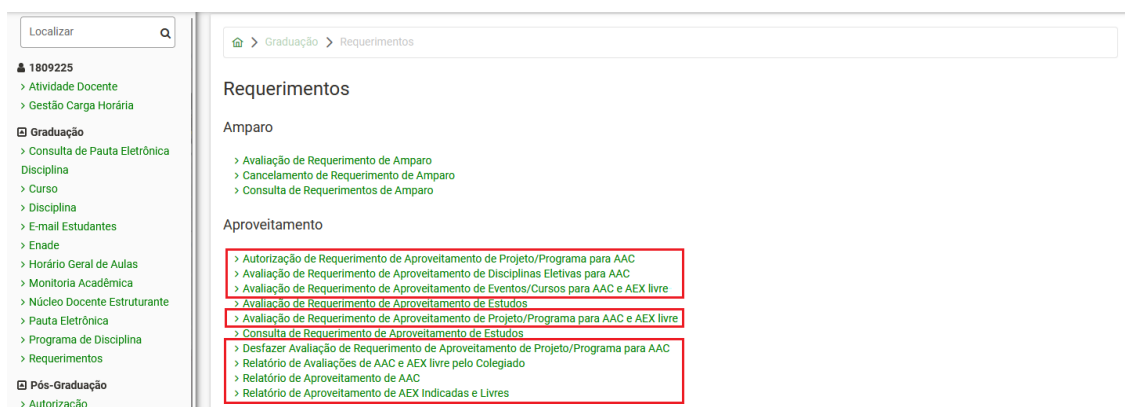 Localizar
1809225
> Atividade Docente
> Gestão Carga Horária
Graduação
> Consulta de Pauta Eletrônica
Disciplina
> Curso
> Disciplina
> E-mail Estudantes
> Enade
> Horário Geral de Aulas
> Monitoria Acadêmica
> Núcleo Docente Estruturante
> Pauta Eletrônica
> Programa de Disciplina
> Requerimentos
Pós-Graduação
> Autorização
> Graduação > Requerimentos
Requerimentos
Amparo
> Avaliação de Requerimento de Amparo
> Cancelamento de Requerimento de Amparo
> Consulta de Requerimentos de Amparo
Aproveitamento
> Autorização de Requerimento de Aproveitamento de Projeto/Programa para AAC
> Avaliação de Requerimento de Aproveitamento de Disciplinas Eletivas para AAC
> Avaliação de Requerimento de Aproveitamento de Eventos/Cursos para AAC e AEX livre
> Avaliação de Requerimento de Aproveitamento de Estudos
> Avaliação de Requerimento de Aproveitamento de Projeto/Programa para AAC e AEX livre
> Consulta de Requerimento de Aproveitamento de Estudos
> Desfazer Avaliação de Requerimento de Aproveitamento de Projeto/Programa para AAC
> Relatório de Avaliações de AAC e AEX livre pelo Colegiado
> Relatório de Aproveitamento de AAC
> Relatório de Aproveitamento de AEX Indicadas e Livres